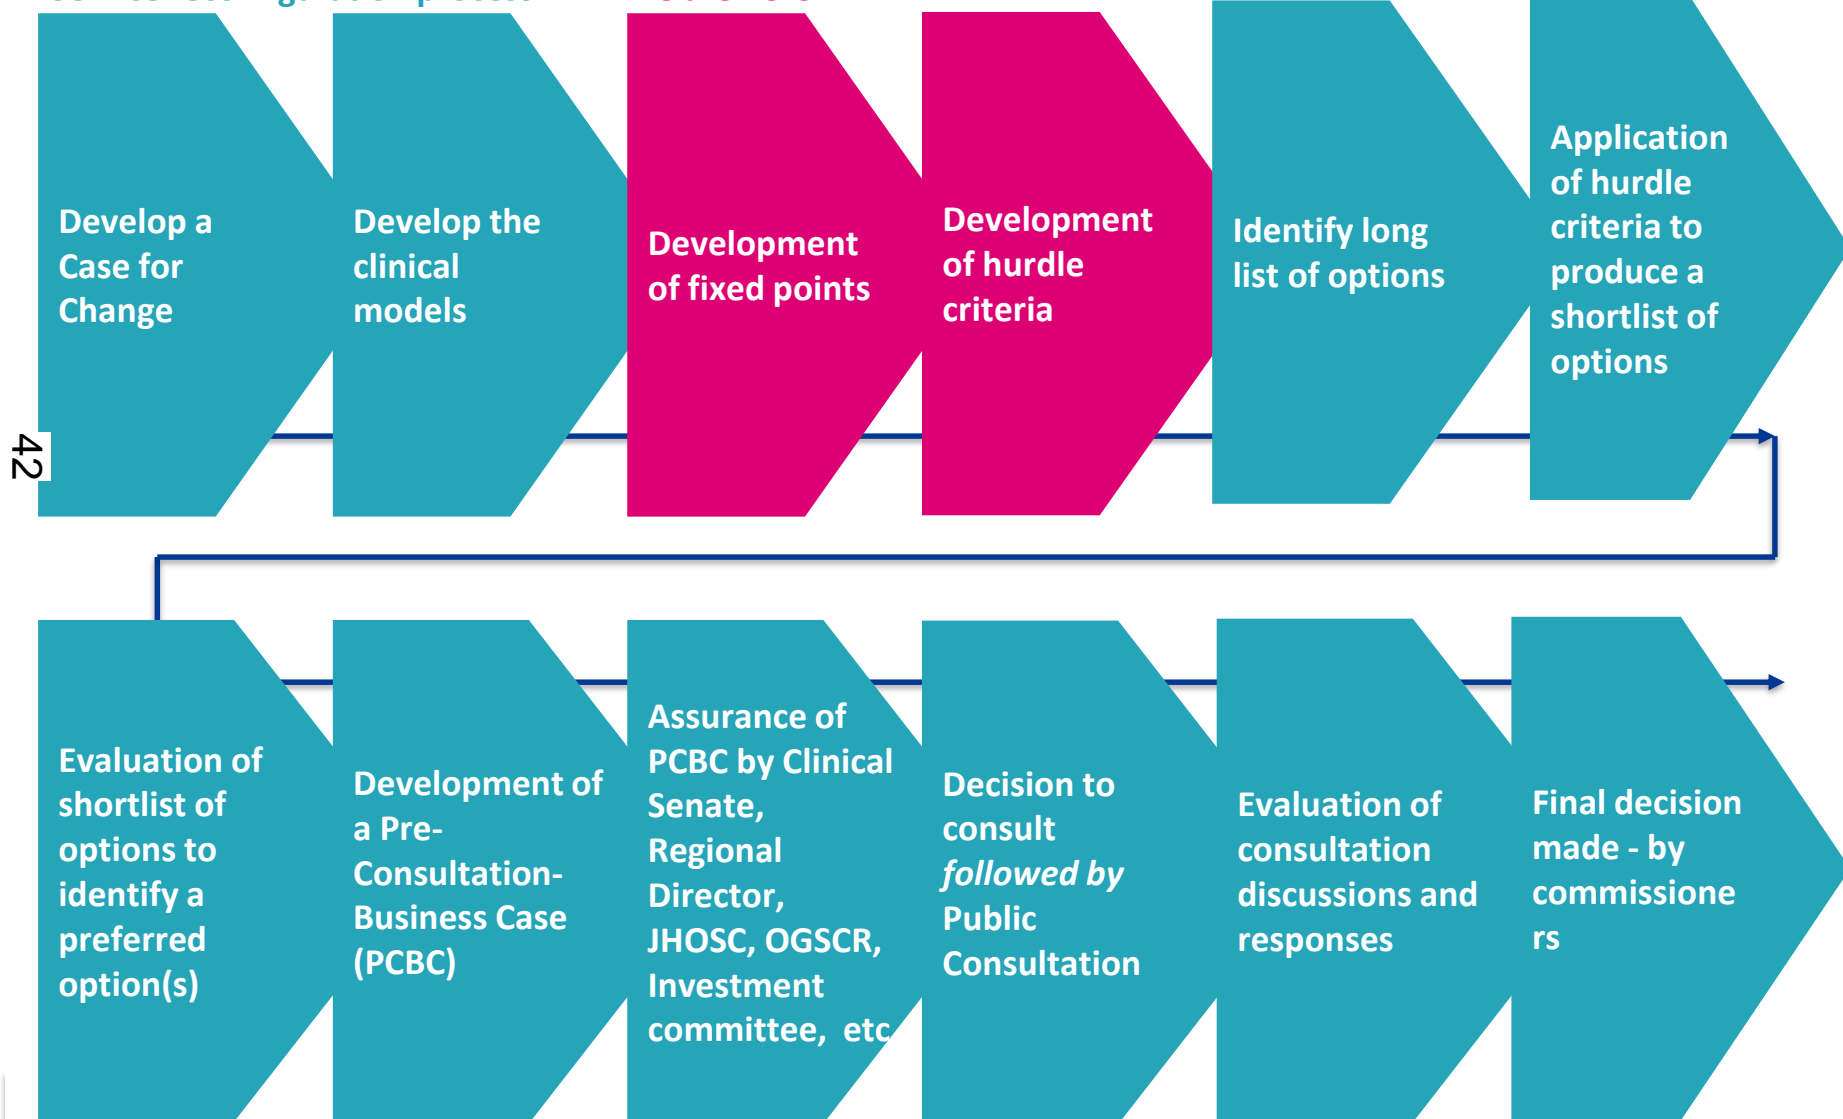 Develop a
Case for
Change
Develop the
clinical
models
Development
of fixed points
Development
of hurdle
criteria
Identify long
list of options
Application
of hurdle
criteria to
produce a
shortlist of
options
42
Evaluation of
shortlist of
options to
identify a
preferred
option(s)
Development of
a Pre-
Consultation-
Business Case
(PCBC)
Assurance of
PCBC by Clinical
Senate,
Regional
Director,
JHOSC, OGSCR,
Investment
committee,  etc
Decision to
consult
followed by
Public
Consultation
Evaluation of
consultation
discussions and
responses
Final decision
made - by
commissione
rs